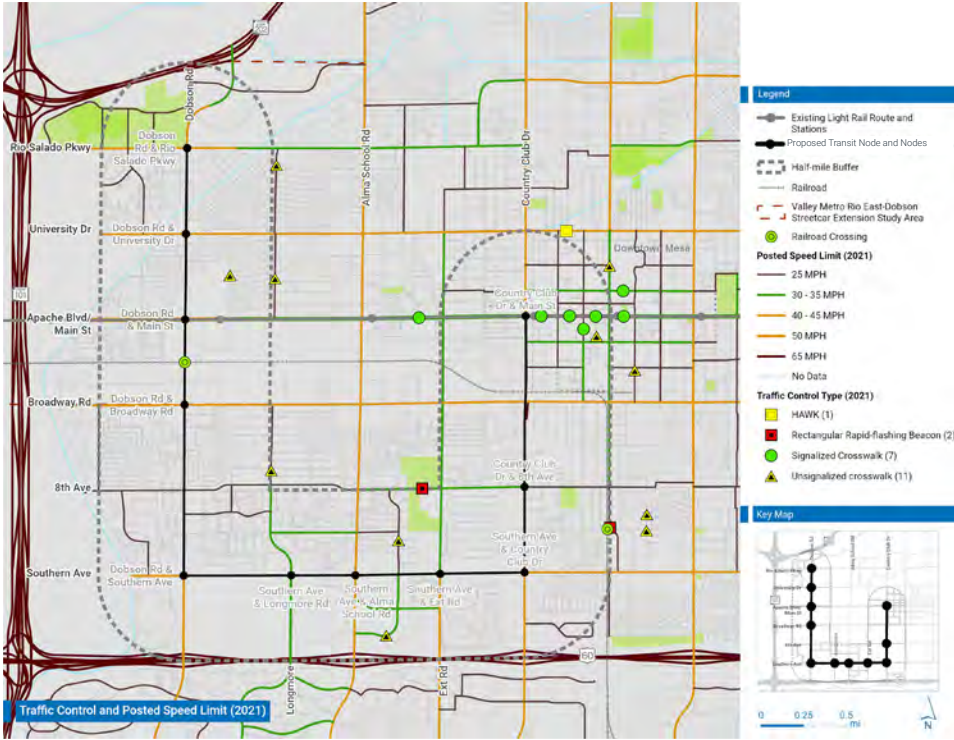 Dobson Rd
Alma School Rd
Country Club Dr
Rio Salado Pkwy
Dobson
Rd & Rio
Salado Pkwy
University Dr
Dobson Rd &
University Dr
Downtown Mesa
101
Apache Blvd/
Main St
Dobson Rd
& Main St
Country Club
Dr & Main St
Broadway Rd
Dobson Rd &
Broadway Rd
8th Ave
Country Club
Dr & 8th Ave
Southern Ave
& Country
Club Dr
Southern Ave
Dobson Rd &
Southern Ave
Southern Ave
& Longmore Rd
Southern
Ave & Alma
School Rd
Southern Ave
& Ext Rd
60
Longmore
Ext Rd
Traffic Control and Posted Speed Limit (2021)
Legend
Existing Light Rail Route and
Stations
Proposed Transit Node and Nodes
Half-mile Buffer
Railroad
Valley Metro Rio East-Dobson
Streetcar Extension Study Area
Railroad Crossing
Posted Speed Limit (2021)
25 MPH
30 - 35 MPH
40 - 45 MPH
50 MPH
65 MPH
No Data
Traffic Control Type (2021)
HAWK (1)
Rectangular Rapid-flashing Beacon (2)
Signalized Crosswalk (7)
Unsignalized crosswalk (11)
Key Map
0 0.25 0.5
mi
N